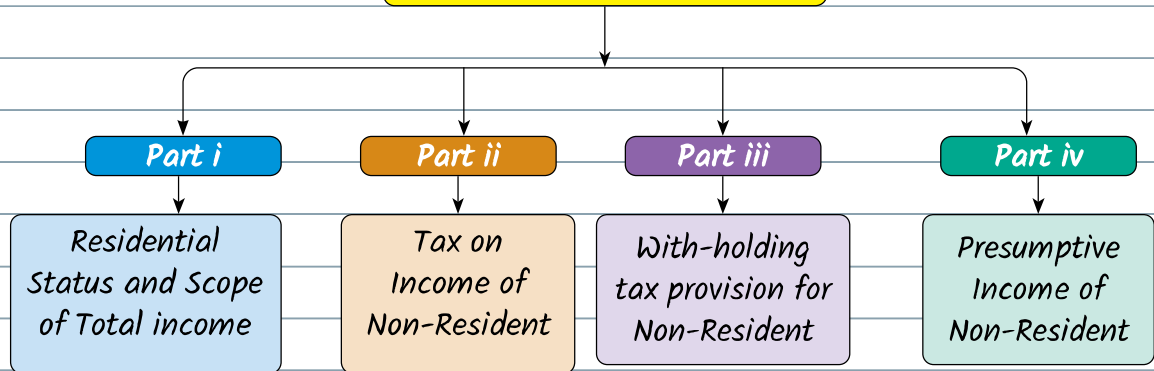 Part i
Part ii
Part iii
Part iv
Residential
Status and Scope
of Total income
Tax on
Income of
Non-Resident
With-holding
tax provision for
Non-Resident
Presumptive
Income of
Non-Resident